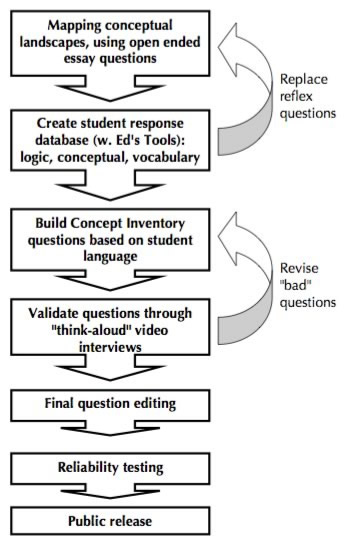 Mapping conceptual
landscapes, using open ended
essay questions
Replace
reflex
questions
Create student response
database (w. Ed's Tools):
logic, conceptual, vocabulary
Build Concept Inventory
questions based on student
language
Revise
"bad"
questions
Validate questions through
"think-aloud" video
interviews
Final question editing
Reliability testing
Public release